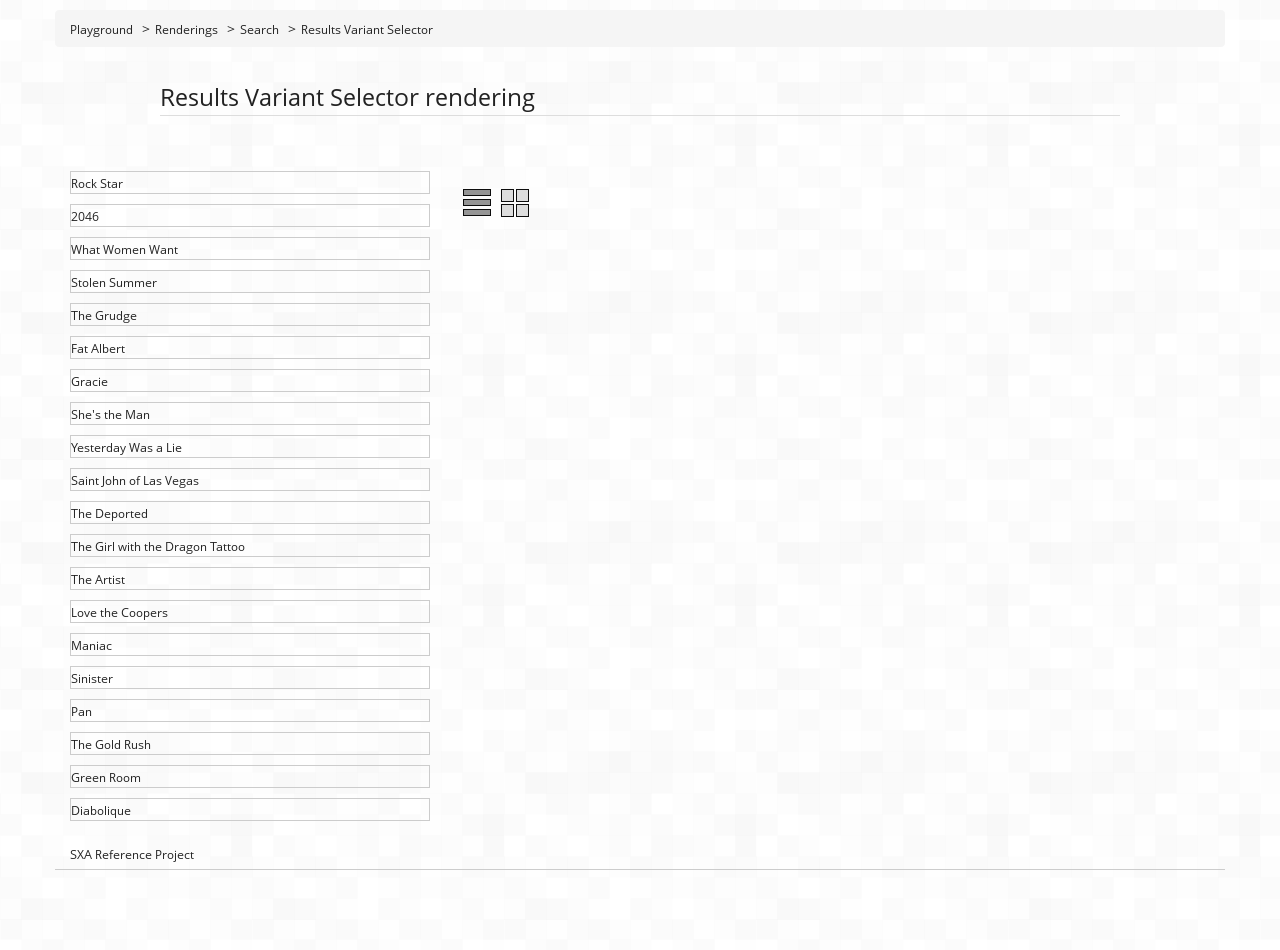 Playground > Renderings > Search > Results Variant Selector
Results Variant Selector rendering
Rock Star
2046
What Women Want
Stolen Summer
The Grudge
Fat Albert
Gracie
She's the Man
Yesterday Was a Lie
Saint John of Las Vegas
The Deported
The Girl with the Dragon Tattoo
The Artist
Love the Coopers
Maniac
Sinister
Pan
The Gold Rush
Green Room
Diabolique
SXA Reference Project